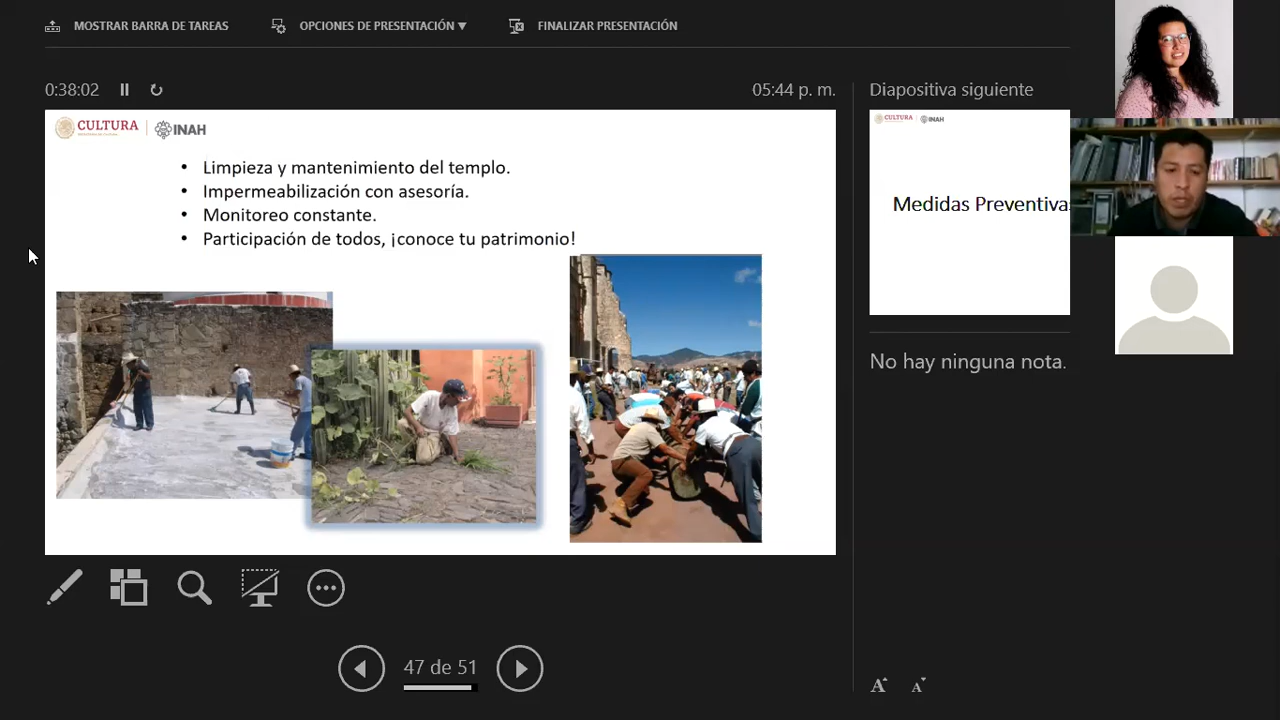 MOSTRAR BARRA DE TAREAS
OPCIONES DE PRESENTACIÓN ▼
FINALIZAR PRESENTACIÓN
0:38:02
05:44 p. m.
Diapositiva siguiente
CULTURA
INAH
• Limpieza y mantenimiento del templo.
• Impermeabilización con asesoría.
• Monitoreo constante.
• Participación de todos, ¡conoce tu patrimonio!
CULTURA
INAH
Medidas Preventiva
No hay ninguna nota.
47 de 51
A A